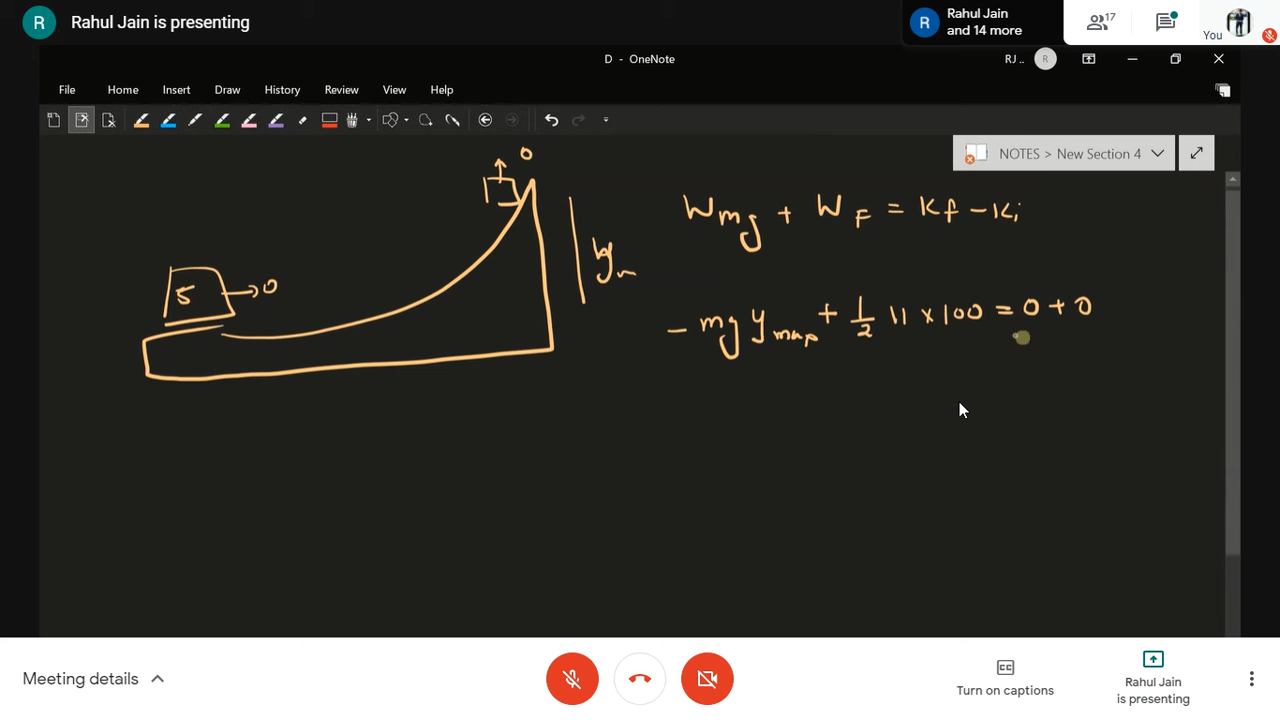 R Rahul Jain is presenting
R Rahul Jain
and 14 more
17
You
D - OneNote
RJ .. R
File Home Insert Draw History Review View Help
NOTES > New Section 4
0
W mg + W F = Kf - Ki
5 → 0
- mg y max + 1/2 11 × 100 = 0 + 0
Meeting details
CC
Turn on captions
Rahul Jain
is presenting